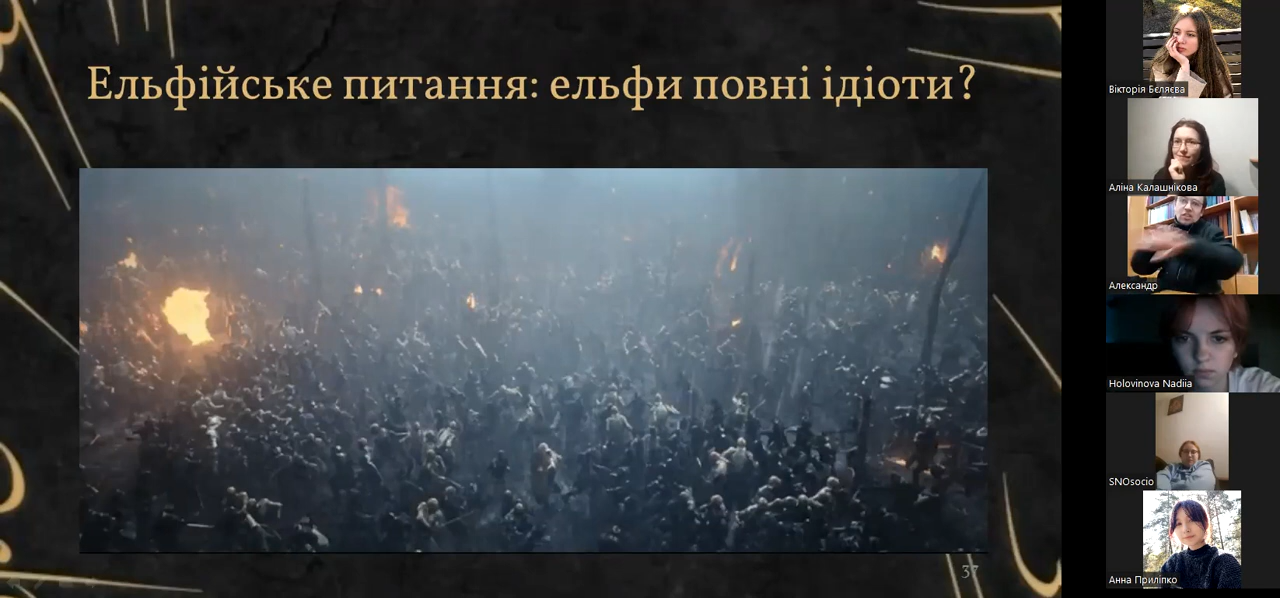 Ельфійське питання: ельфи повні ідіоти?
37
Вікторія Бєляєва
Аліна Калашнікова
Александр
Holovinova Nadiia
SNOsocio
Анна Приліпко